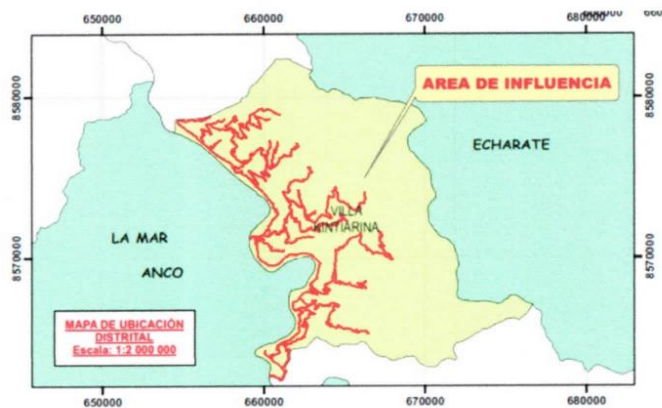 650000 660000 670000 680000
8580000 8580000
AREA DE INFLUENCIA
ECHARATE
VILLA
KINTIARINA
LA MAR
ANCO
8570000 8570000
MAPA DE UBICACIÓN
DISTRITAL
Escala: 1:2 000 000
650000 660000 670000 680000